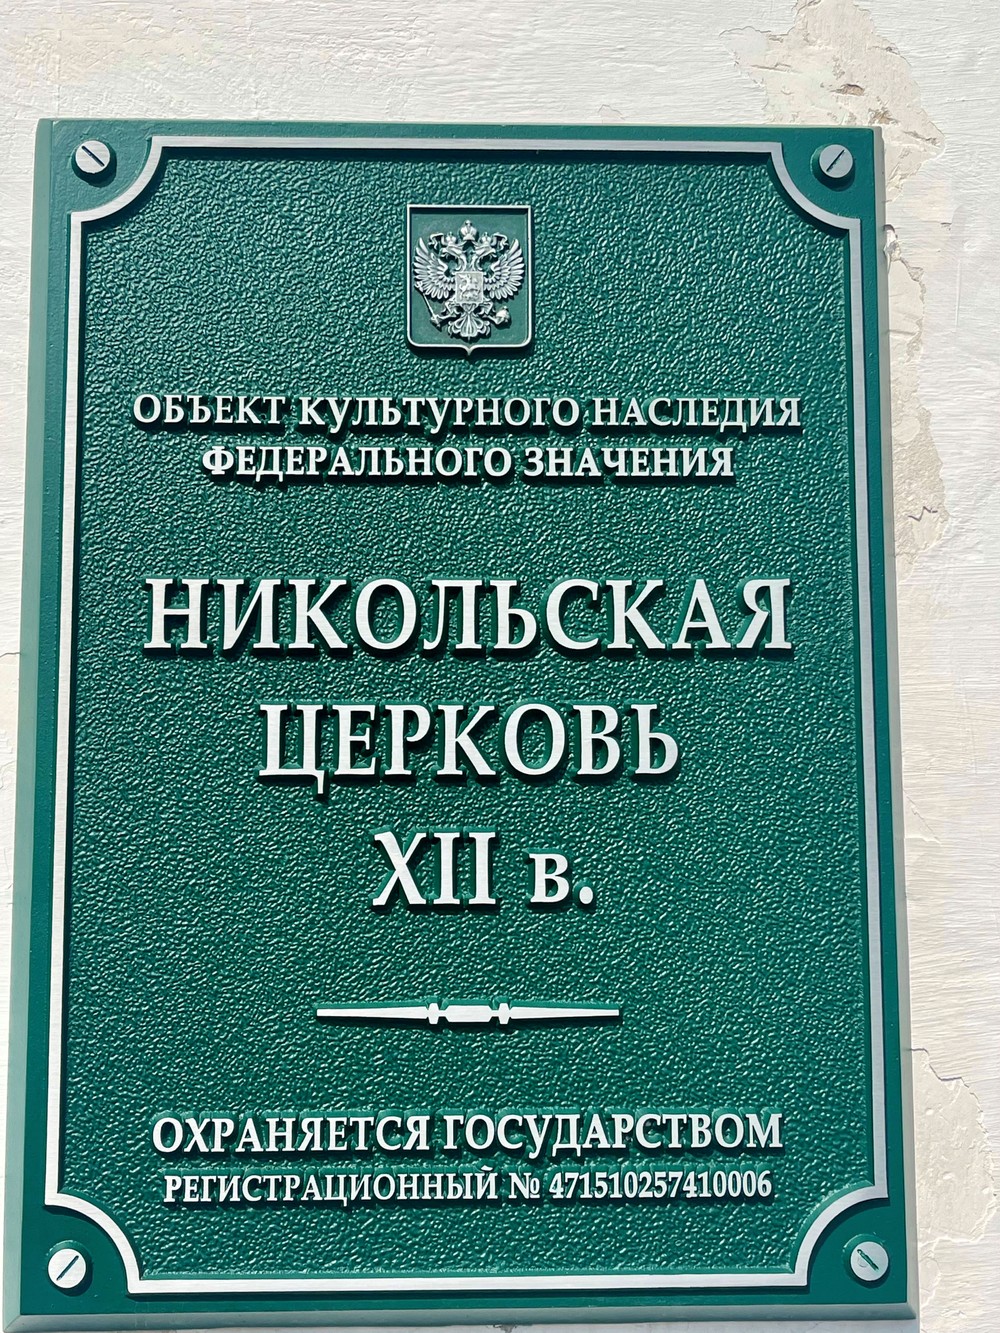 ОБЪЕКТ КУЛЬТУРНОГО НАСЛЕДИЯ
ФЕДЕРАЛЬНОГО ЗНАЧЕНИЯ
НИКОЛЬСКАЯ
ЦЕРКОВЬ
XII в.
ОХРАНЯЕТСЯ ГОСУДАРСТВОМ
РЕГИСТРАЦИОННЫЙ № 471510257410006